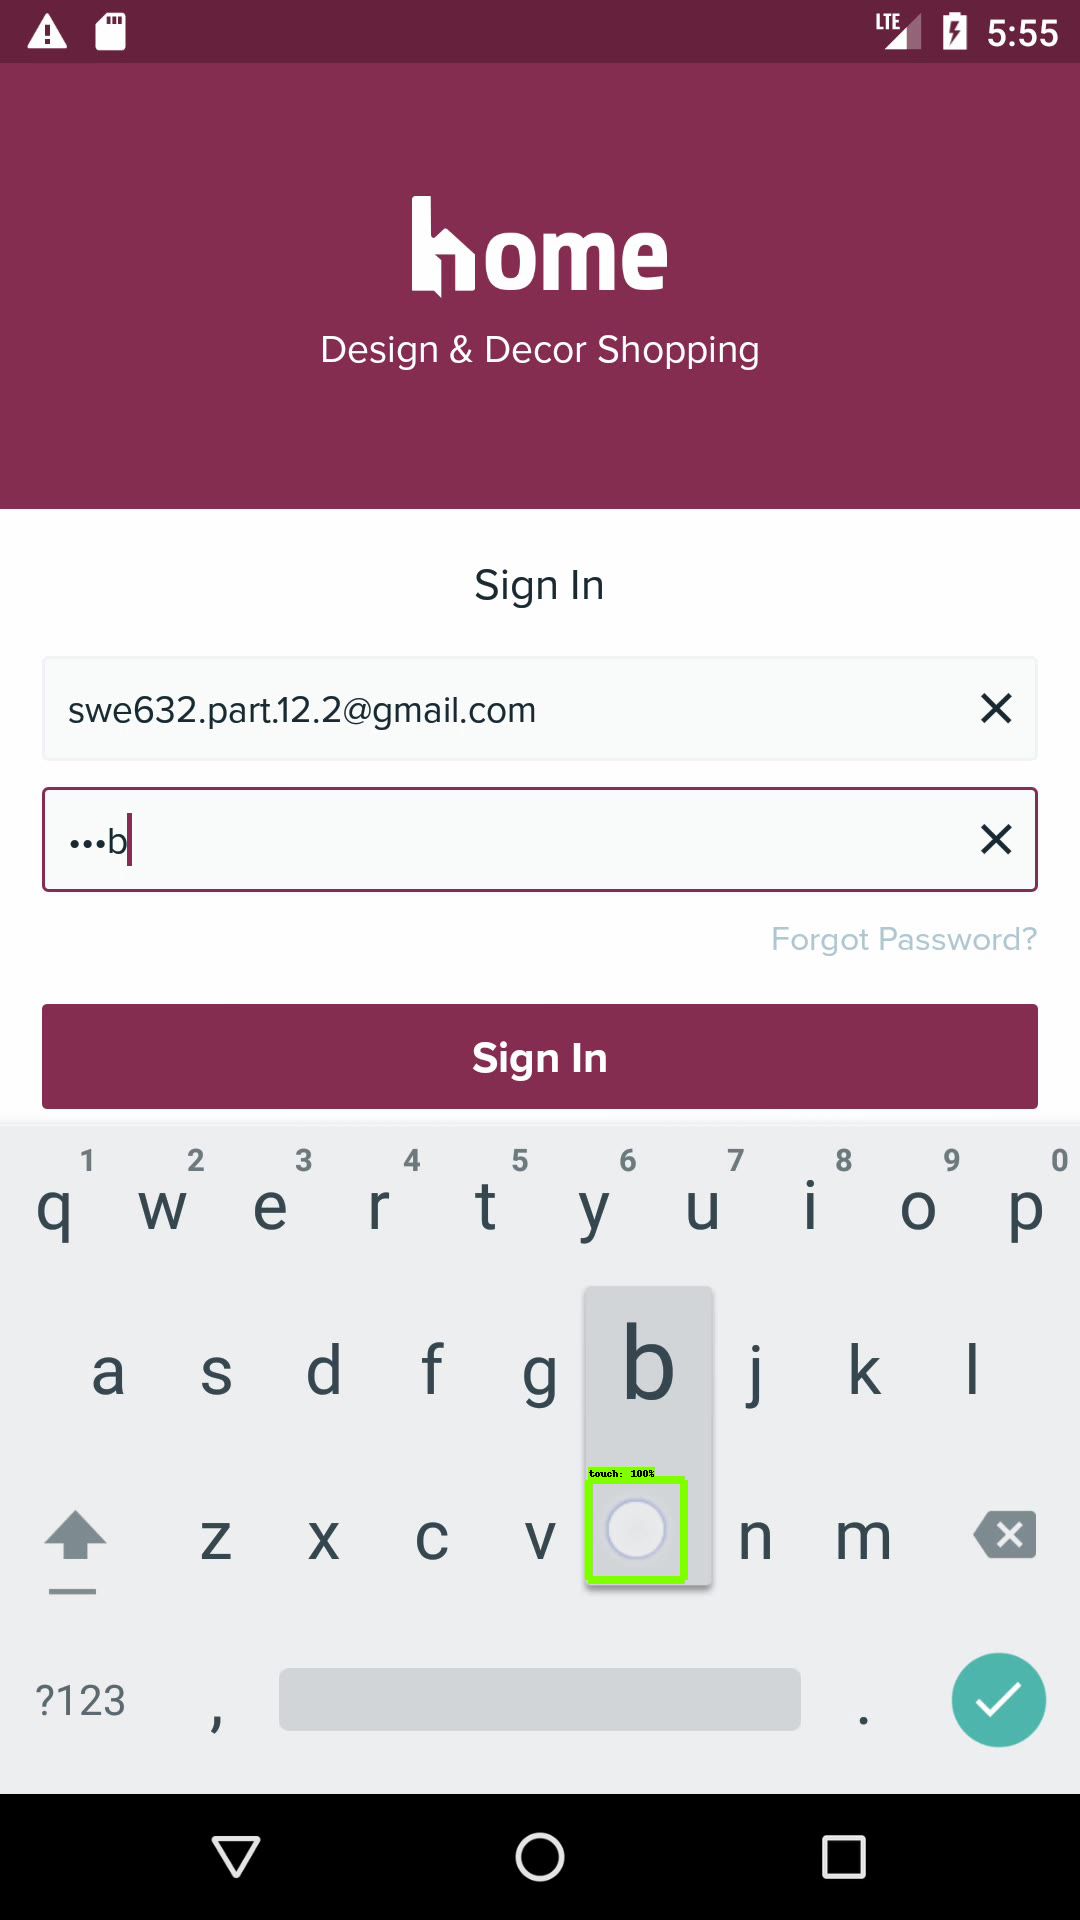 LTE 5:55
home
Design & Decor Shopping
Sign In
swe632.part.12.2@gmail.com
•••b
Forgot Password?
Sign In
1 2 3 4 5 6 7 8 9 0
q w e r t y u i o p
a s d f g b j k l
touch: 100%
z x c v n m
?123 , .